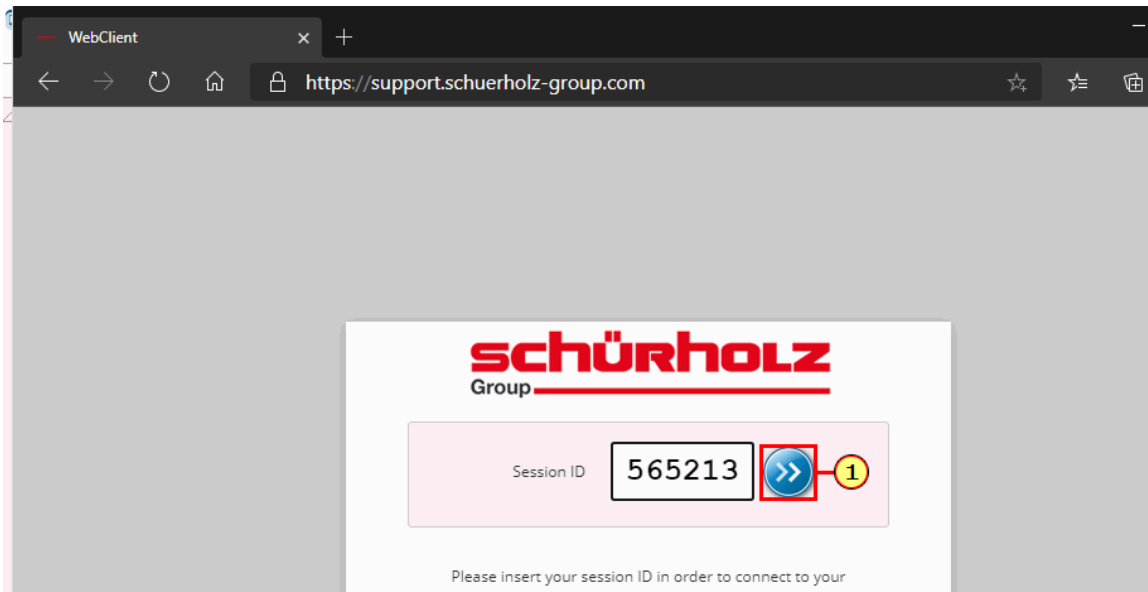 WebClient
https://support.schuerholz-group.com
schürholz
Group
Session ID 565213 1
Please insert your session ID in order to connect to your